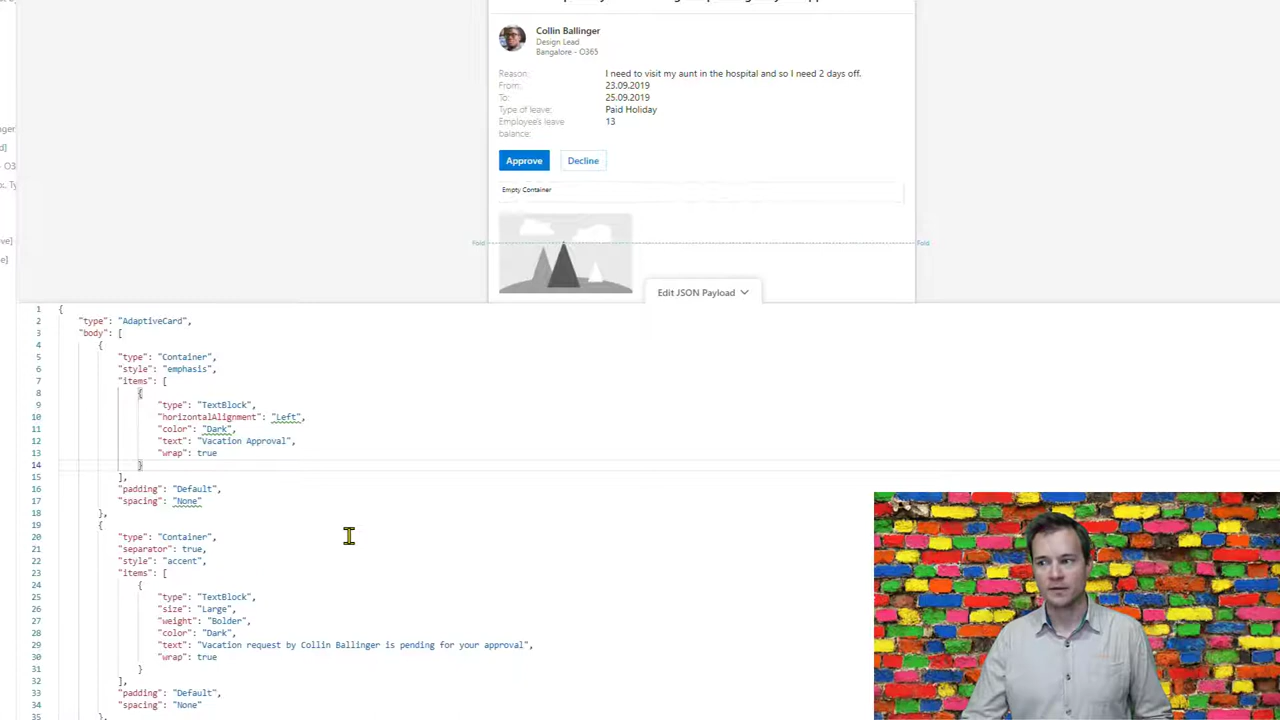 Collin Ballinger
Design Lead
Bangalore - O365
Reason: I need to visit my aunt in the hospital and so I need 2 days off.
From: 23.09.2019
To: 25.09.2019
Type of leave: Paid Holiday
Employee's leave 13
balance:
Approve Decline
Empty Container
Fold Fold
Edit JSON Payload
nger
d]
- O3
s. Ty
ve]
e]
1 {
2 "type": "AdaptiveCard",
3 "body": [
4 {
5 "type": "Container",
6 "style": "emphasis",
7 "items": [
8 {
9 "type": "TextBlock",
10 "horizontalAlignment": "Left",
11 "color": "Dark",
12 "text": "Vacation Approval",
13 "wrap": true
14 }
15 ],
16 "padding": "Default",
17 "spacing": "None"
18 },
19 {
20 "type": "Container",
21 "separator": true,
22 "style": "accent",
23 "items": [
24 {
25 "type": "TextBlock",
26 "size": "Large",
27 "weight": "Bolder",
28 "color": "Dark",
29 "text": "Vacation request by Collin Ballinger is pending for your approval",
30 "wrap": true
31 }
32 ],
33 "padding": "Default",
34 "spacing": "None"
35 },